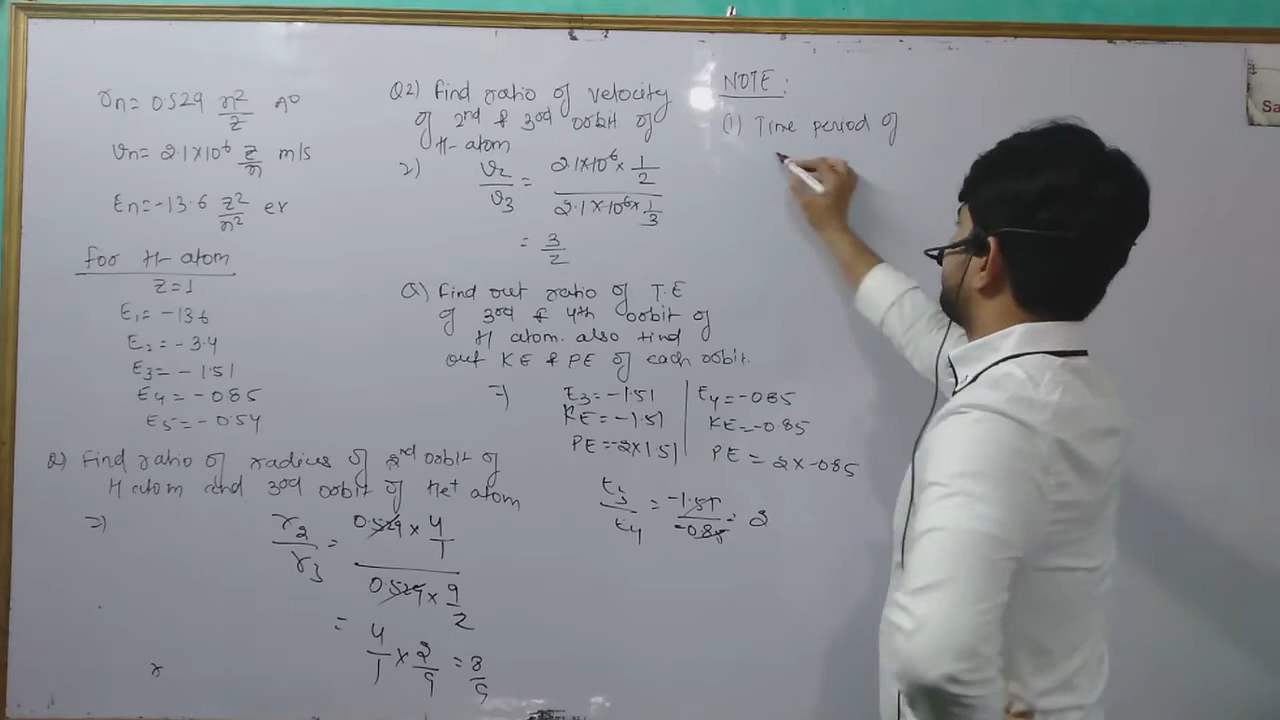 rn = 0.529 n²/z A°
vn = 2.1×10⁶ z/n m/s
En = -13.6 z²/n² ev
For H-atom
z=1
E₁ = -136
E₂ = -3.4
E₃ = -1.51
E₄ = -0.85
E₅ = -0.54
Q) Find ratio of radius of 2nd orbit of
H atom and 3rd orbit of He+ atom
=)
r₂/r₃ = 0.529 × 4/1
0.529 × 9/2
= 4/1 × 2/9 = 8/9
r
Q2) Find ratio of velocity
of 2nd & 3rd orbit of
H-atom
2)
v₂/v₃ = 2.1×10⁶× 1/2
2.1×10⁶× 1/3
= 3/2
Q) Find out ratio of T.E
of 3rd & 4th orbit of
H atom. also find
out KE & PE of each orbit.
=)
E₃ = -1.51
KE = -1.51
PE = -2×1.51
E₄ = -0.85
KE = -0.85
PE = 2×-0.85
E₃/E₄ = -1.51/-0.85 = 2
NOTE:
(1) Time period of
Sa